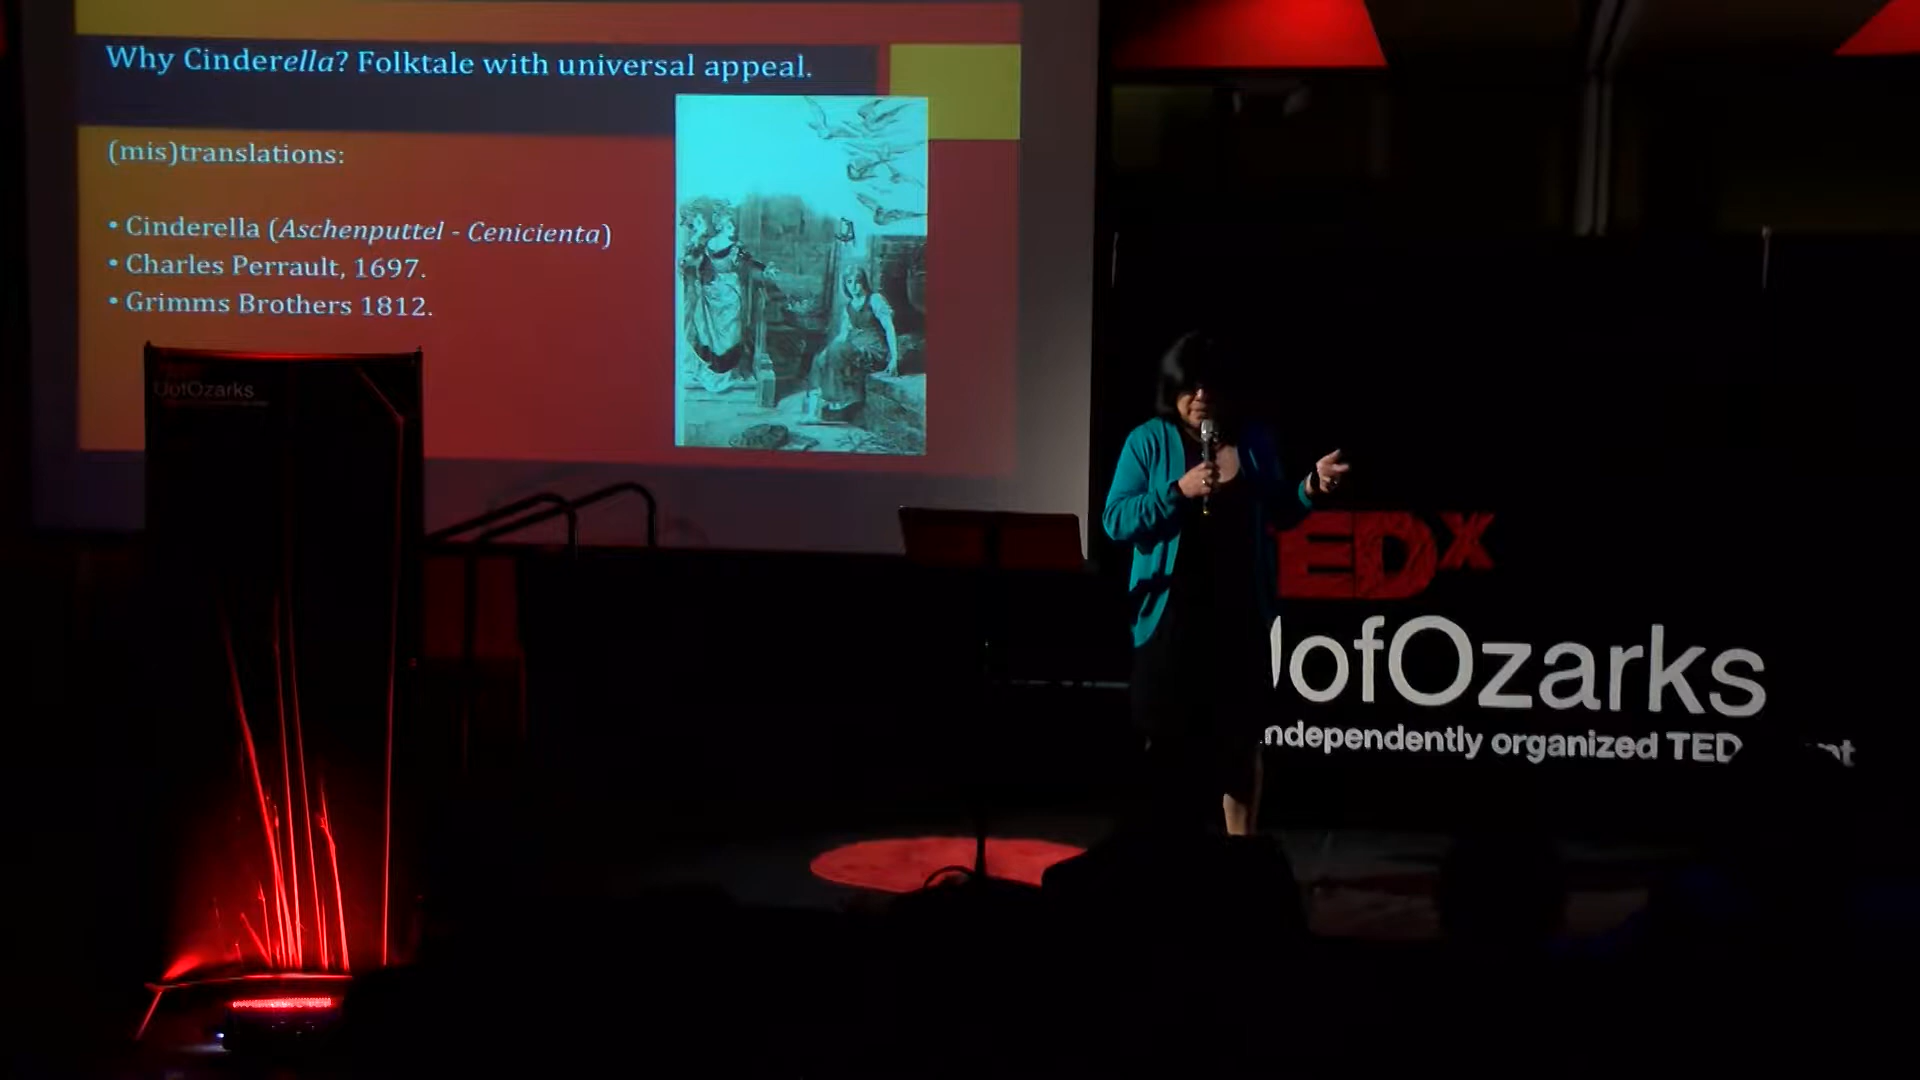 Why Cinderella? Folktale with universal appeal.
(mis)translations:
• Cinderella (Aschenputtel - Cenicienta)
• Charles Perrault, 1697.
• Grimms Brothers 1812.
UofOzarks
TEDx
UofOzarks
independently organized TED